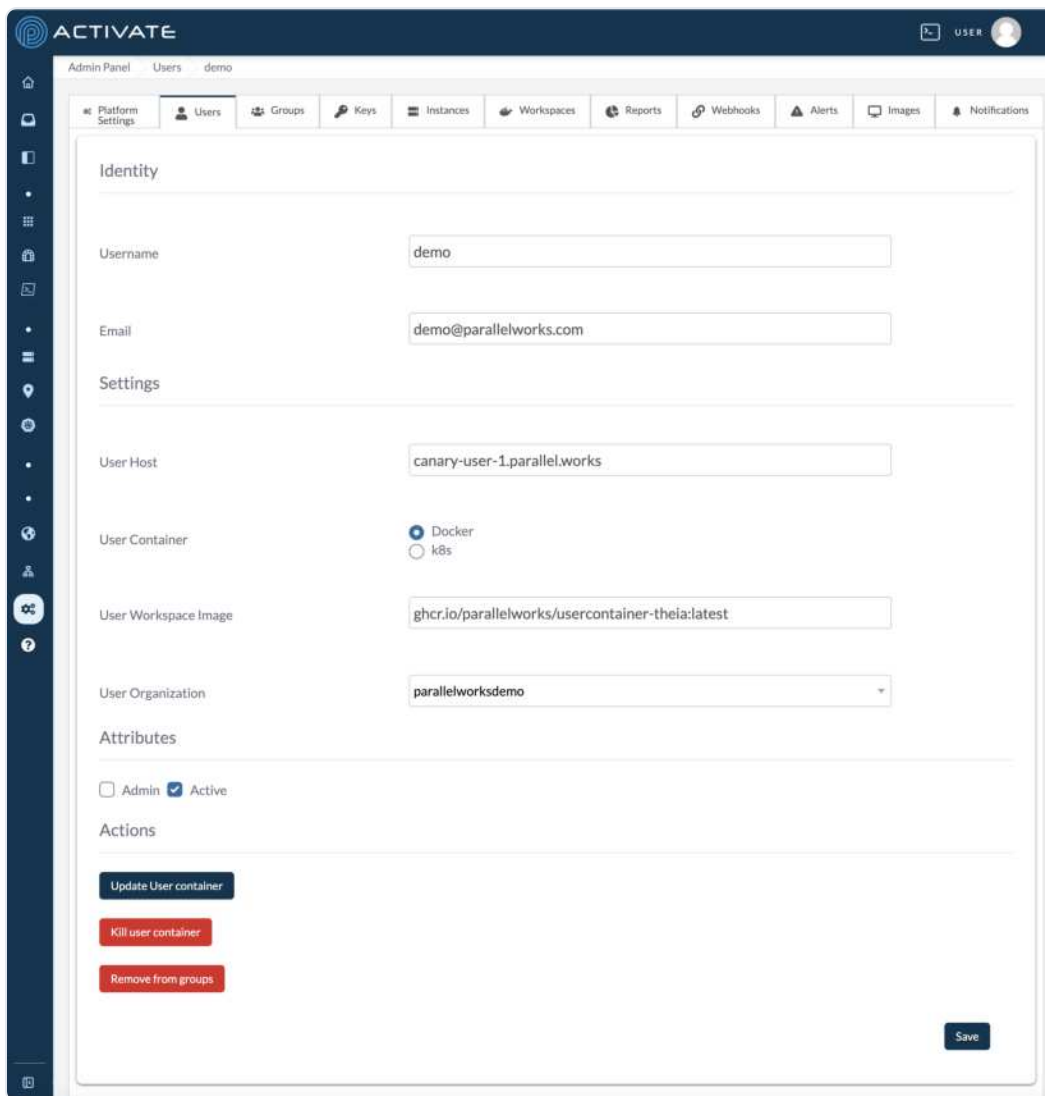 ACTIVATE
USER
Admin Panel Users demo
Platform Settings
Users
Groups
Keys
Instances
Workspaces
Reports
Webhooks
Alerts
Images
Notifications
Identity
Username
demo
Email
demo@parallelworks.com
Settings
User Host
canary-user-1.parallel.works
User Container
Docker
k8s
User Workspace Image
ghcr.io/parallelworks/usercontainer-theia:latest
User Organization
parallelworksdemo
Attributes
Admin Active
Actions
Update User container
Kill user container
Remove from groups
Save